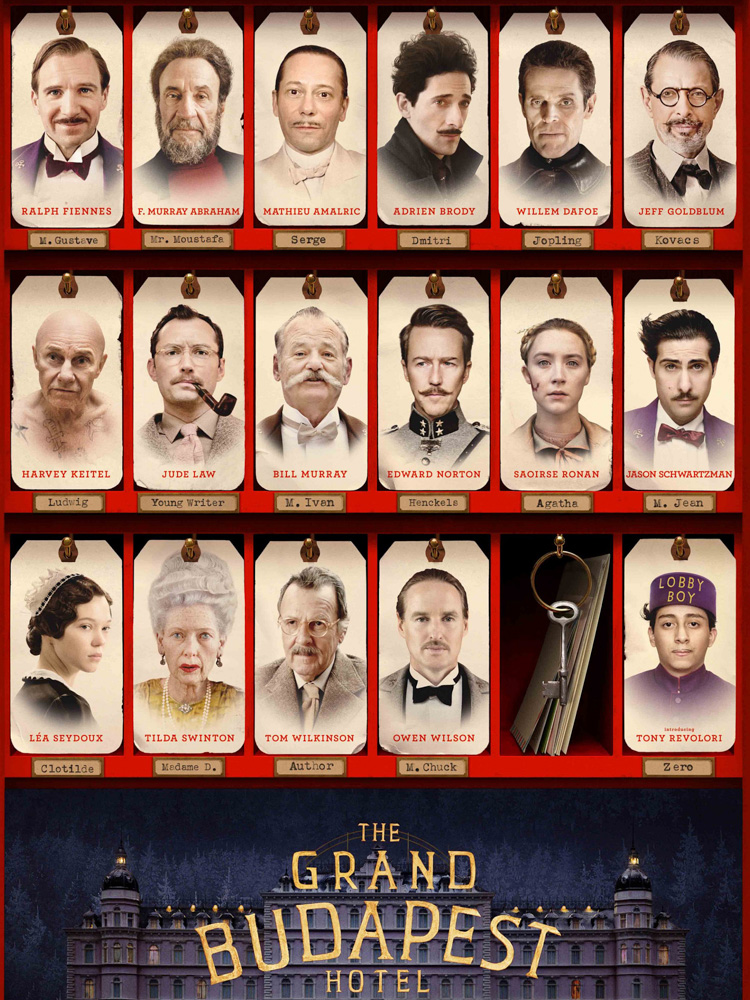 RALPH FIENNES
F. MURRAY ABRAHAM
MATHIEU AMALRIC
ADRIEN BRODY
WILLEM DAFOE
JEFF GOLDBLUM
M. Gustave
Mr. Moustafa
Serge
Dmitri
Jopling
Kovacs
HARVEY KEITEL
JUDE LAW
BILL MURRAY
EDWARD NORTON
SAOIRSE RONAN
JASON SCHWARTZMAN
Ludwig
Young Writer
M. Ivan
Henckels
Agatha
M. Jean
LOBBY
BOY
LÉA SEYDOUX
TILDA SWINTON
TOM WILKINSON
OWEN WILSON
introducing
TONY REVOLORI
Clotilde
Madame D.
Author
M. Chuck
Zero
THE
GRAND
BUDAPEST
HOTEL